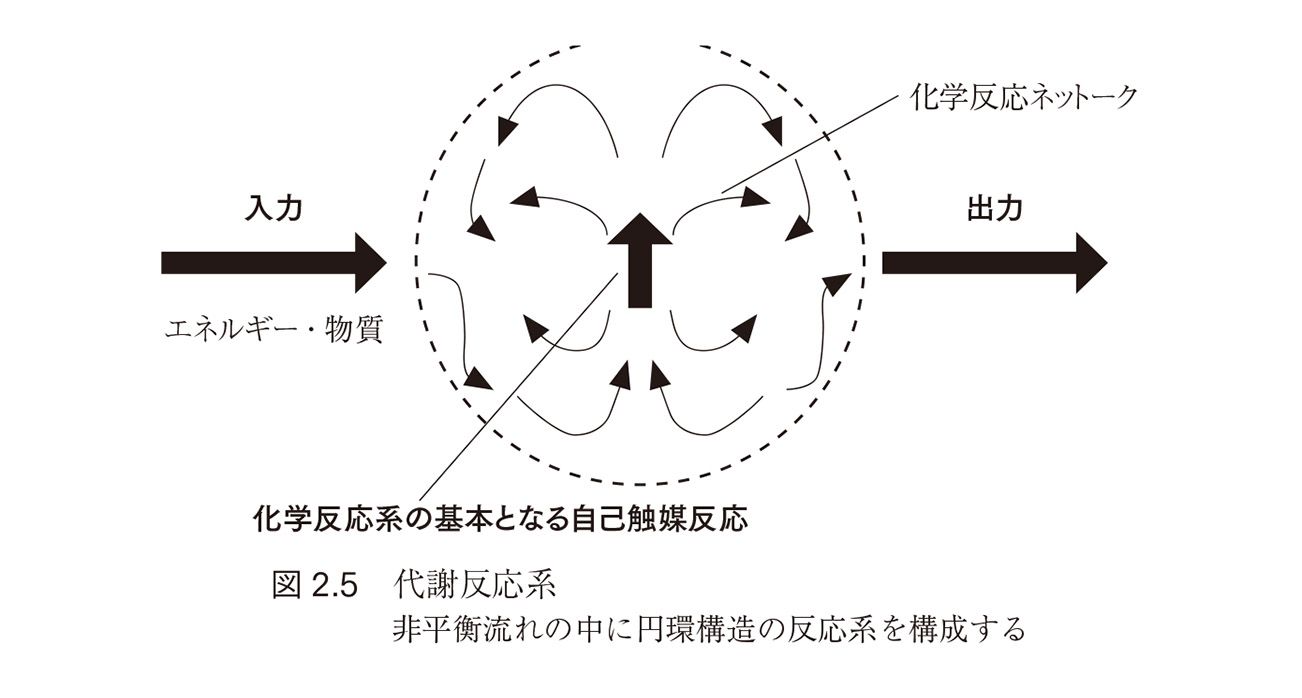 化学反応ネットーク
入力
出力
エネルギー・物質
化学反応系の基本となる自己触媒反応
図 2.5　代謝反応系
非平衡流れの中に円環構造の反応系を構成する